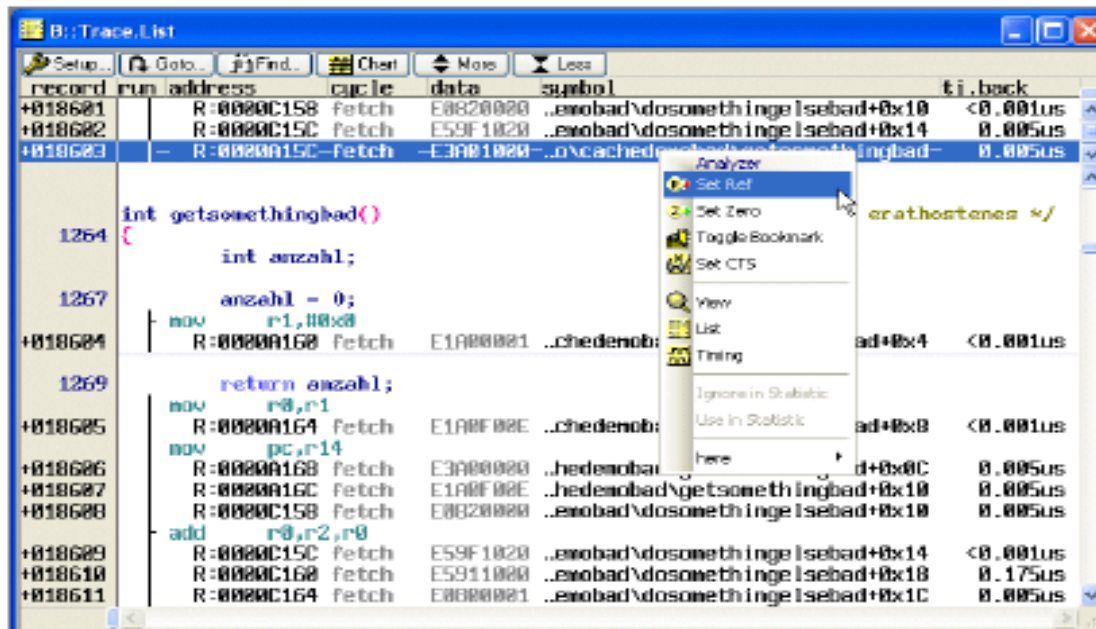 B::Trace.List
Setup... Goto... Find... Chart More Less
record run address cycle data symbol ti.back
+018601 R:0000C158 fetch E0820000 ..emobad\dosomethingelsebad+0x10 <0.001us
+018602 R:0000C15C fetch E59F1020 ..emobad\dosomethingelsebad+0x14 0.005us
+018603 R:0000A15C fetch E3A01000 ..o\cachedemobad\getsomethingbad 0.005us
Analyzer
Set Ref
int getsomethingbad() Set Zero erathostenes */
1264 { Toggle Bookmark
int anzahl; Set CTS
1267 anzahl = 0; View
mov r1,#0x0 List
+018604 R:0000A160 fetch E1A00001 ..chedemob ad+0x4 <0.001us
Timing
1269 return anzahl; Ignore in Statistic
mov r0,r1
+018605 R:0000A164 fetch E1A0F00E ..chedemob ad+0x8 <0.001us
Use in Statistic
mov pc,r14
here
+018606 R:0000A168 fetch E3A00000 ..hedemoba d+0x0C 0.005us
+018607 R:0000A16C fetch E1A0F00E ..hedemobad\getsomethingbad+0x10 0.005us
+018608 R:0000C158 fetch E0820000 ..emobad\dosomethingelsebad+0x10 0.005us
add r0,r2,r0
+018609 R:0000C15C fetch E59F1020 ..emobad\dosomethingelsebad+0x14 <0.001us
+018610 R:0000C160 fetch E5911000 ..emobad\dosomethingelsebad+0x18 0.175us
+018611 R:0000C164 fetch E0800001 ..emobad\dosomethingelsebad+0x1C 0.005us